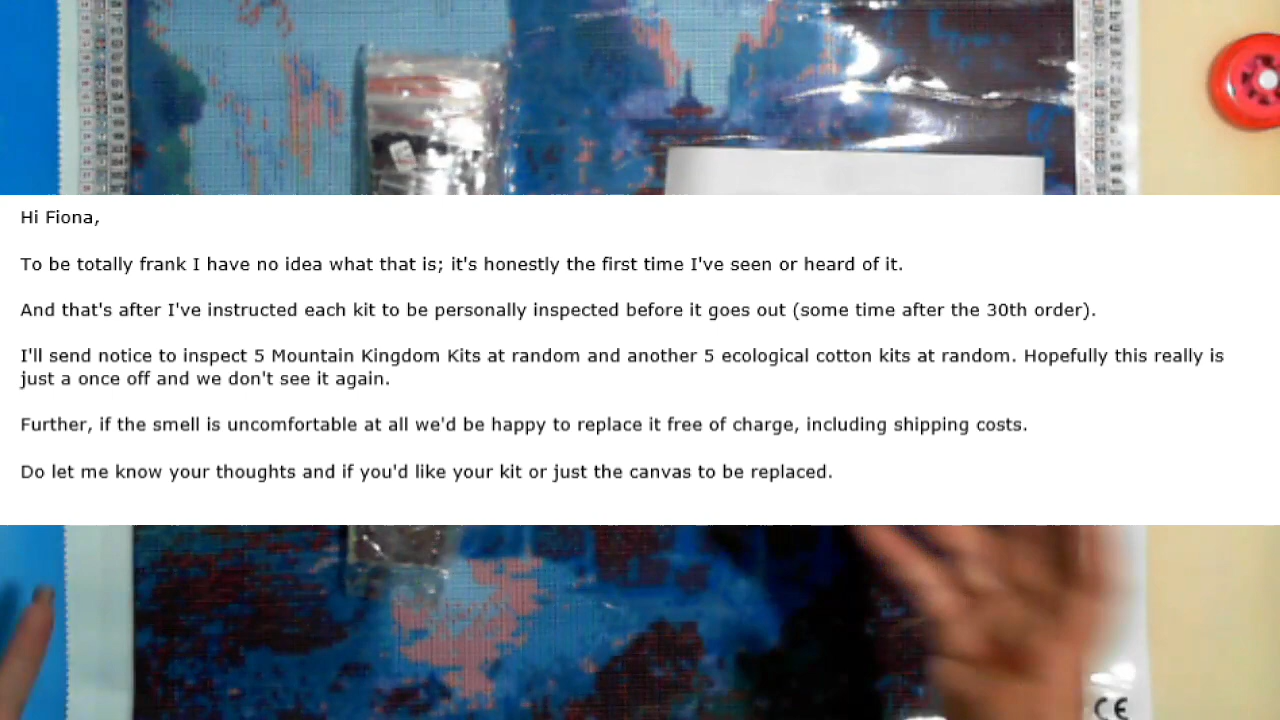 Hi Fiona,
To be totally frank I have no idea what that is; it's honestly the first time I've seen or heard of it.
And that's after I've instructed each kit to be personally inspected before it goes out (some time after the 30th order).
I'll send notice to inspect 5 Mountain Kingdom Kits at random and another 5 ecological cotton kits at random. Hopefully this really is
just a once off and we don't see it again.
Further, if the smell is uncomfortable at all we'd be happy to replace it free of charge, including shipping costs.
Do let me know your thoughts and if you'd like your kit or just the canvas to be replaced.
CE